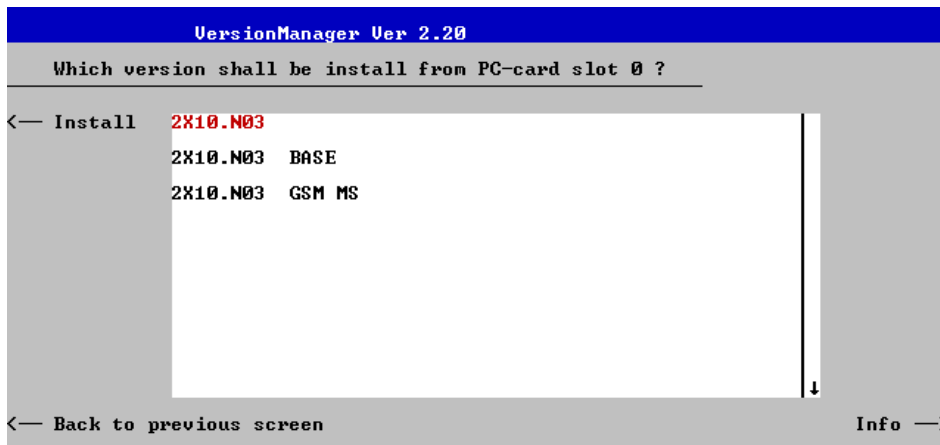 VersionManager Ver 2.20
Which version shall be install from PC-card slot 0 ?
<— Install 2X10.N03
2X10.N03 BASE
2X10.N03 GSM MS
↓
<— Back to previous screen Info —